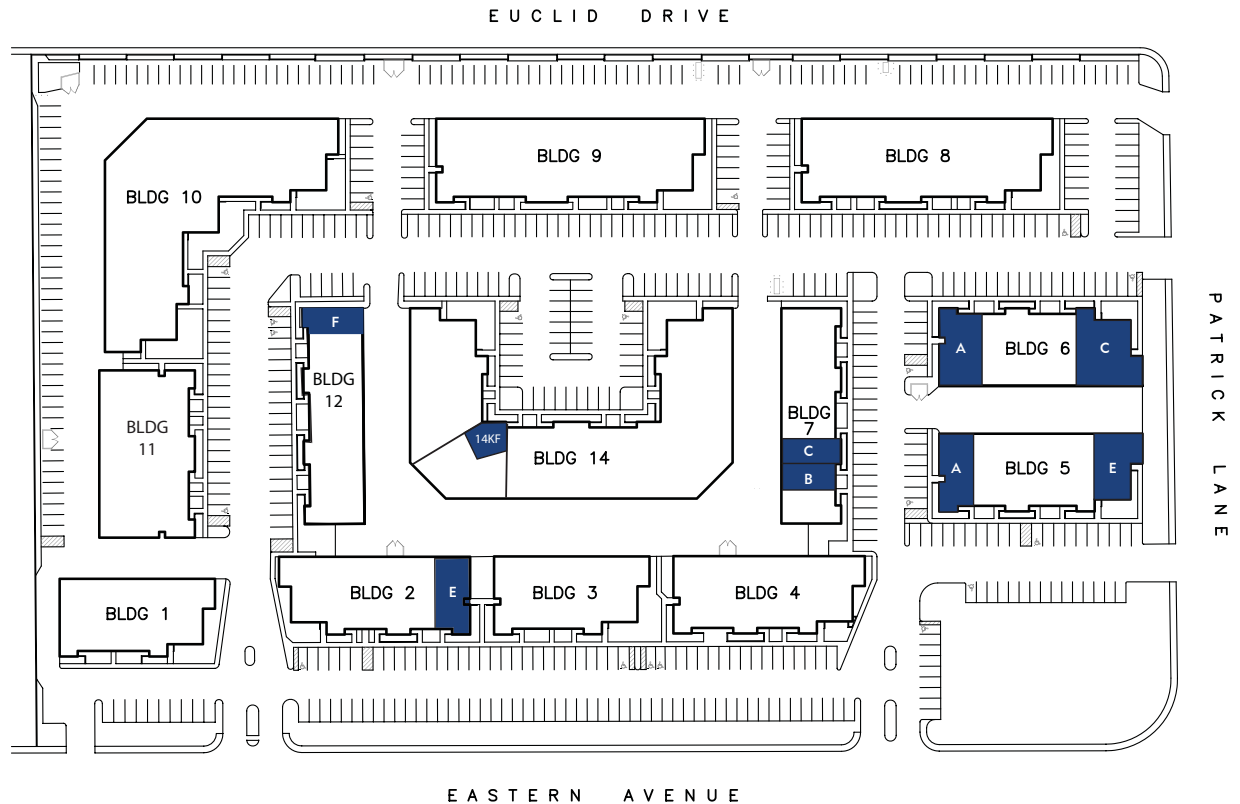 EUCLID DRIVE
BLDG 9
BLDG 8
BLDG 10
PATRICK LANE
F
A
BLDG 6
C
BLDG
12
BLDG
7
BLDG
11
14KF
BLDG 14
C
B
A
BLDG 5
E
BLDG 2
E
BLDG 3
BLDG 4
BLDG 1
EASTERN AVENUE